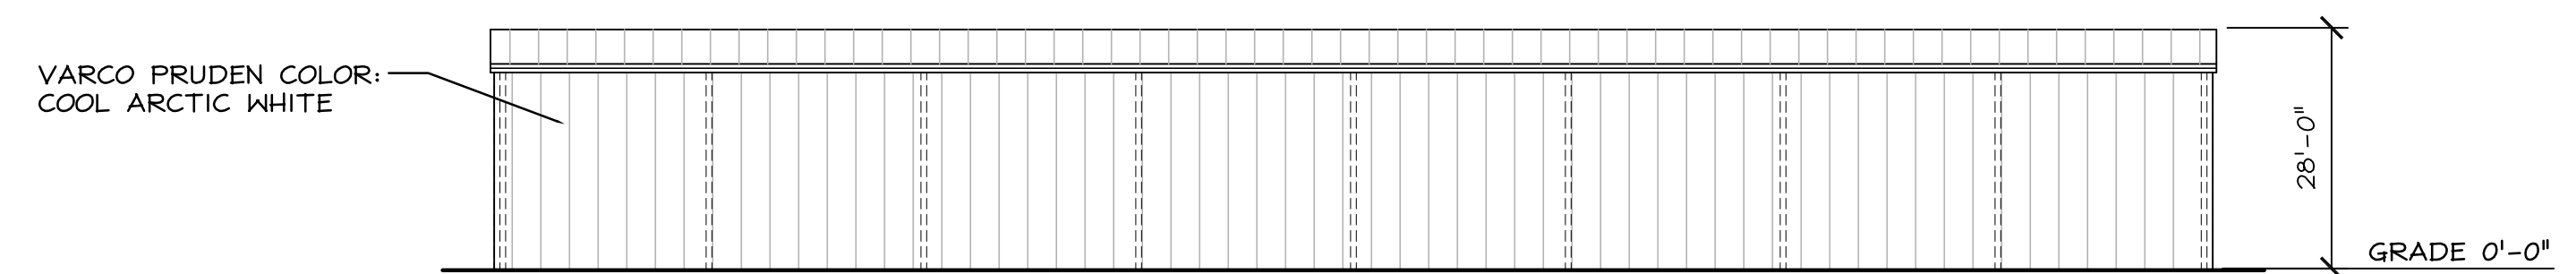 VARCO PRUDEN COLOR:
COOL ARCTIC WHITE
28'-0"
GRADE 0'-0"